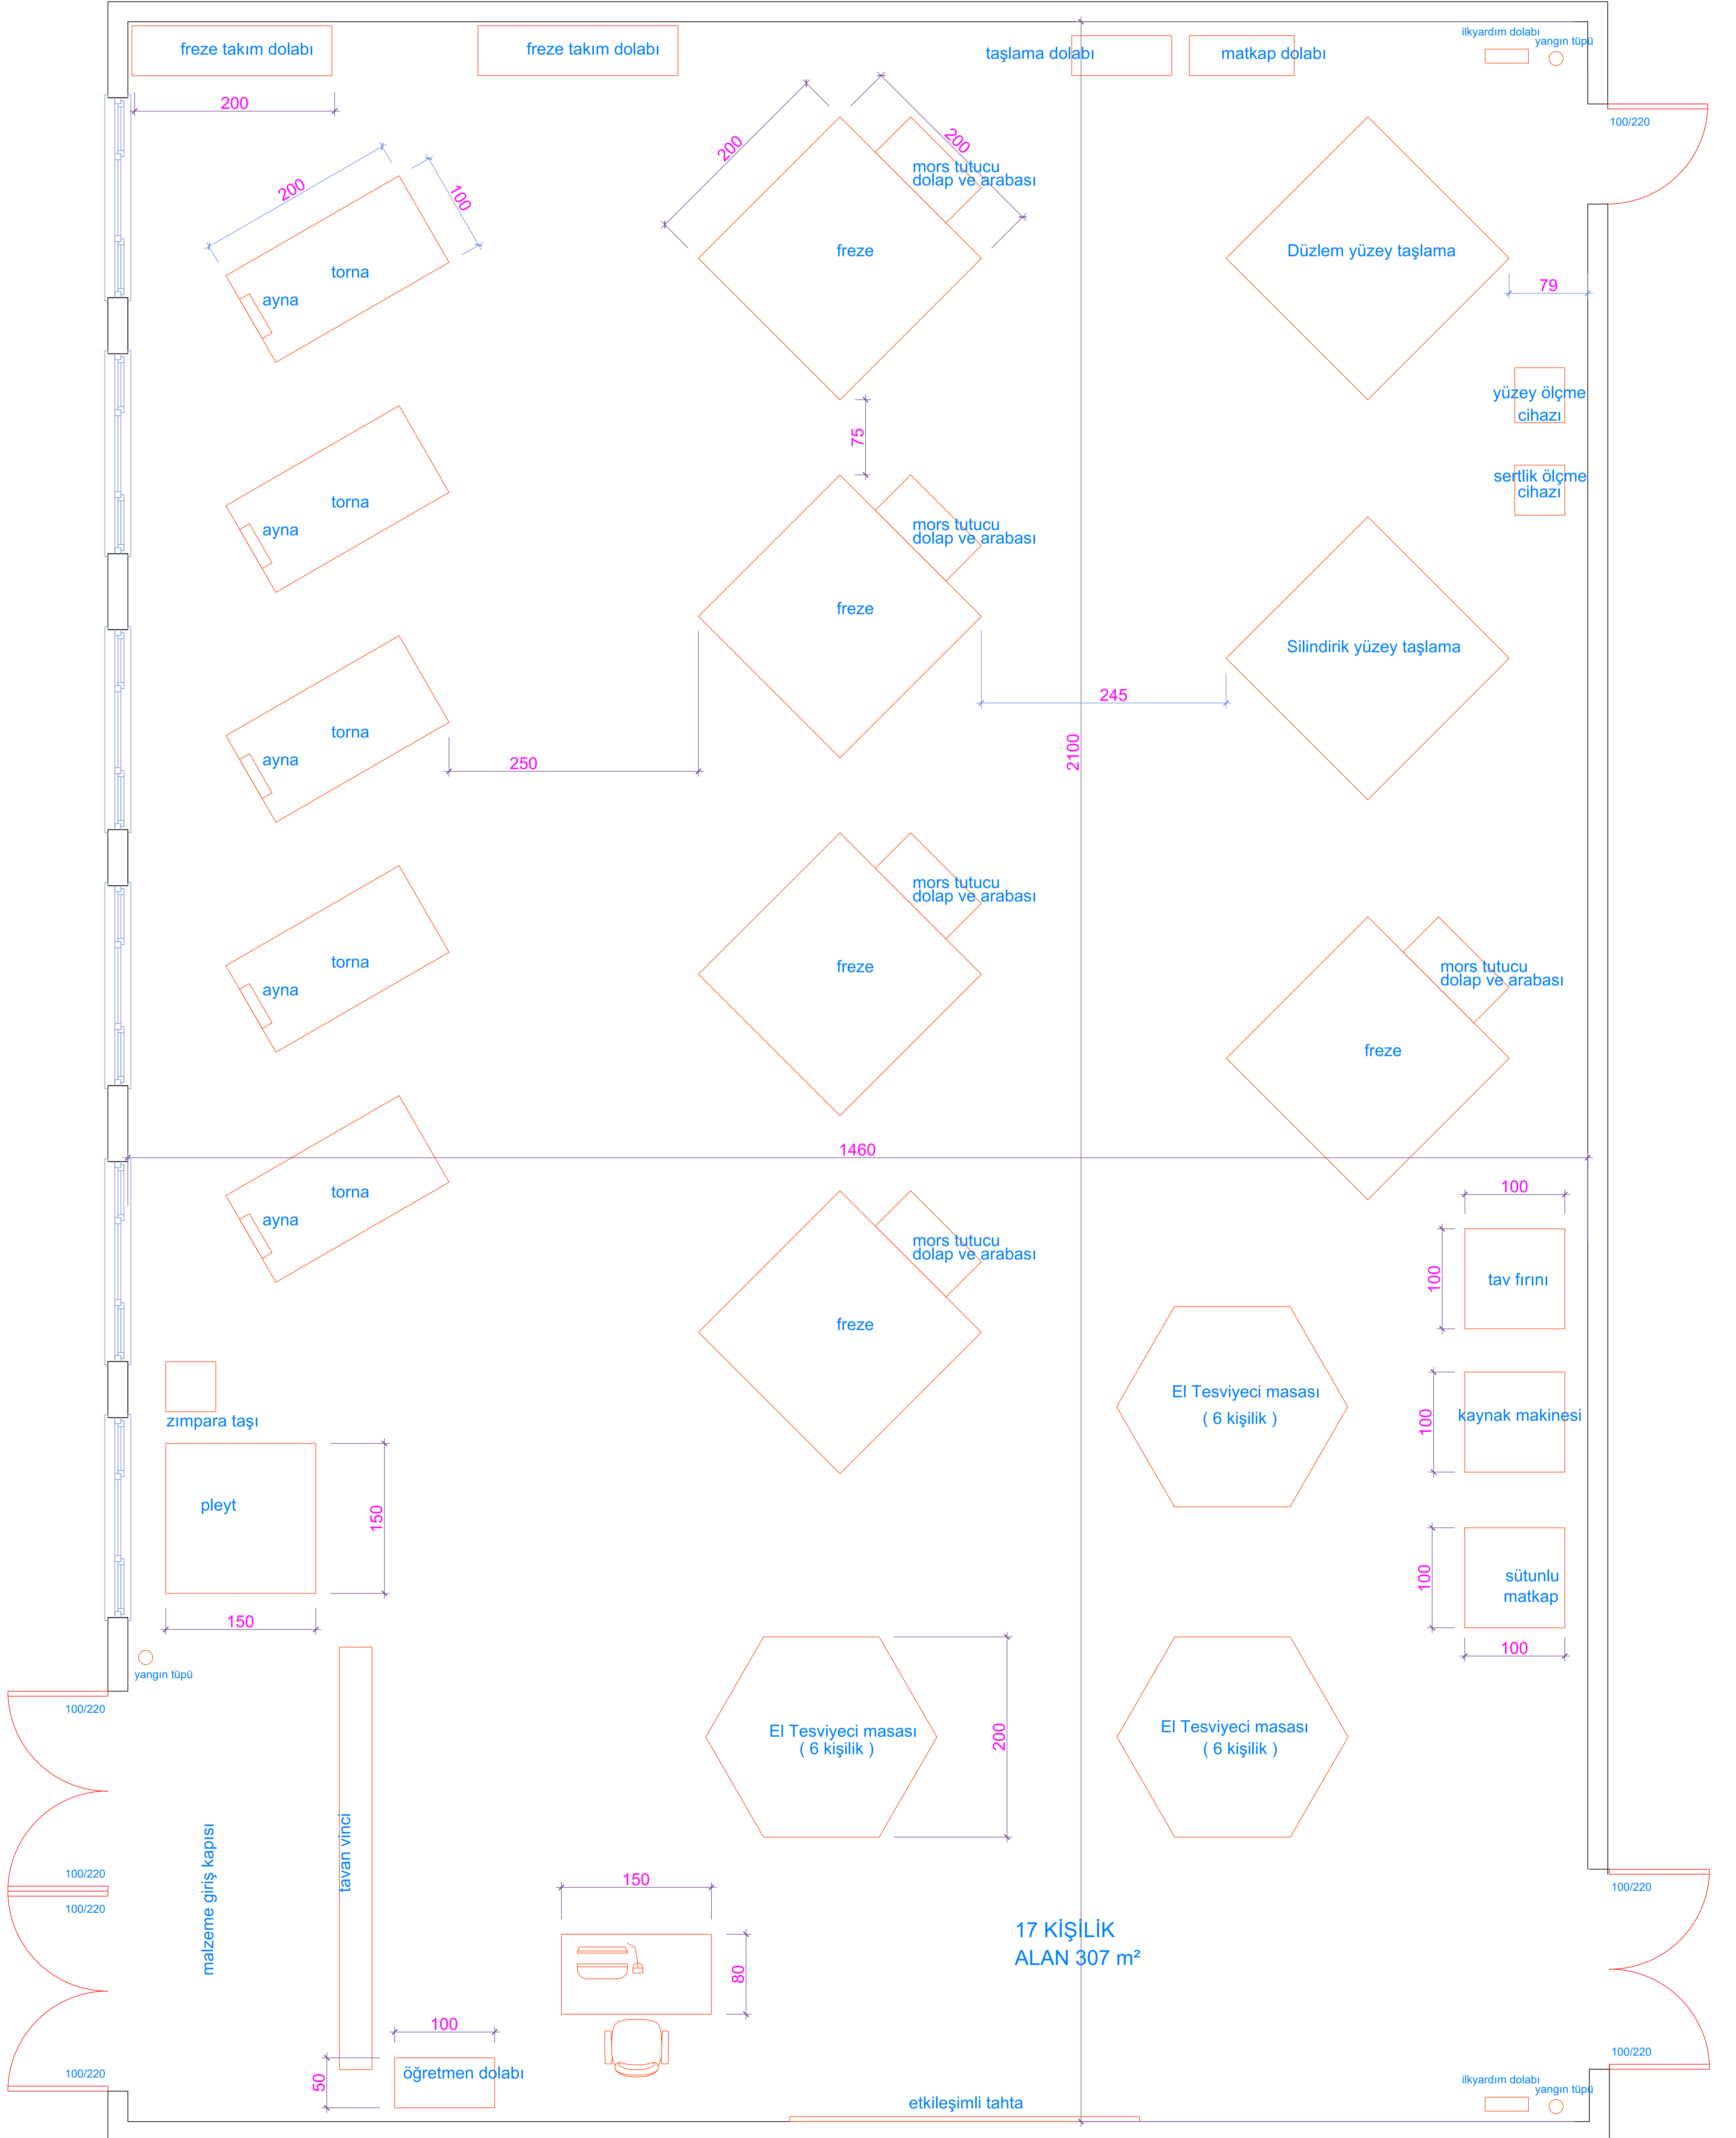 freze takım dolabı
freze takım dolabı
taşlama dolabı
matkap dolabı
ilkyardım dolabı
yangın tüpü
200
100/220
200
100
200
200
mors tutucu
dolap ve arabası
torna
ayna
freze
Düzlem yüzey taşlama
79
75
yüzey ölçme
cihazı
sertlik ölçme
cihazı
torna
ayna
mors tutucu
dolap ve arabası
freze
Silindirik yüzey taşlama
245
2100
250
torna
ayna
mors tutucu
dolap ve arabası
freze
torna
ayna
mors tutucu
dolap ve arabası
freze
1460
torna
ayna
100
100
tav fırını
mors tutucu
dolap ve arabası
freze
El Tesviyeci masası
( 6 kişilik )
100
kaynak makinesi
zımpara taşı
pleyt
150
150
100
sütunlu
matkap
100
yangın tüpü
100/220
El Tesviyeci masası
( 6 kişilik )
200
El Tesviyeci masası
( 6 kişilik )
malzeme giriş kapısı
tavan vinci
100/220
100/220
150
80
17 KİŞİLİK
ALAN 307 m²
100/220
100/220
100/220
100
50
öğretmen dolabı
etkileşimli tahta
ilkyardım dolabı
yangın tüpü